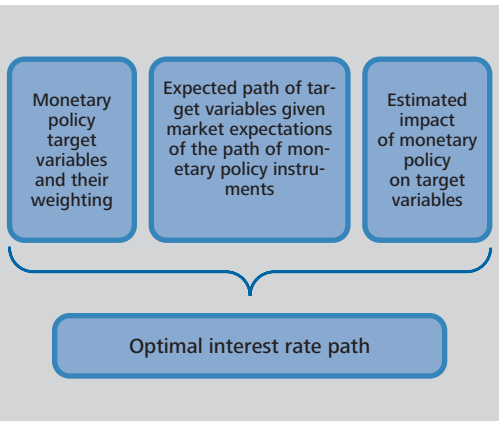 Monetary
policy
target
variables
and their
weighting
Expected path of tar-
get variables given
market expectations
of the path of mon-
etary policy instru-
ments
Estimated
impact
of monetary
policy
on target
variables
Optimal interest rate path